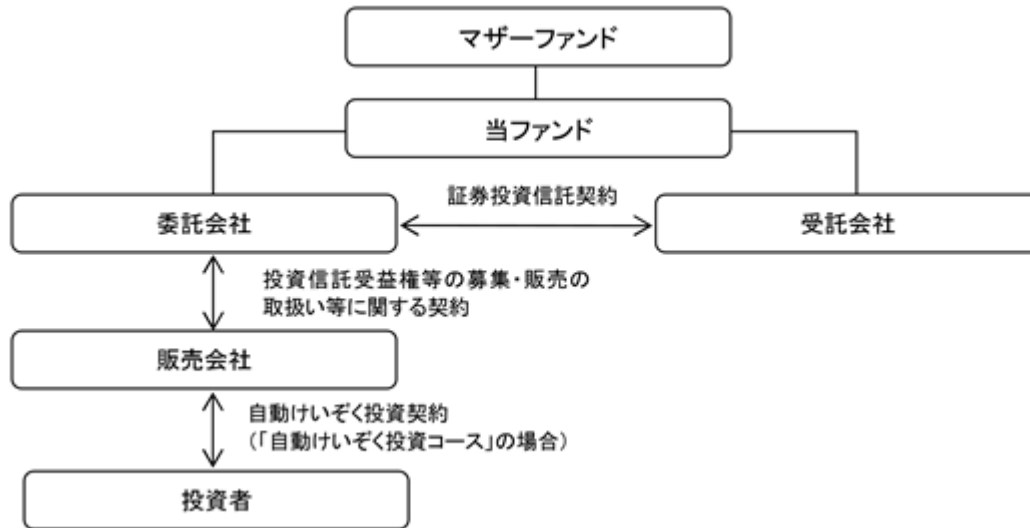 マザーファンド
当ファンド
証券投資信託契約
委託会社
受託会社
投資信託受益権等の募集・販売の
取扱い等に関する契約
販売会社
自動けいぞく投資契約
(「自動けいぞく投資コース」の場合)
投資者